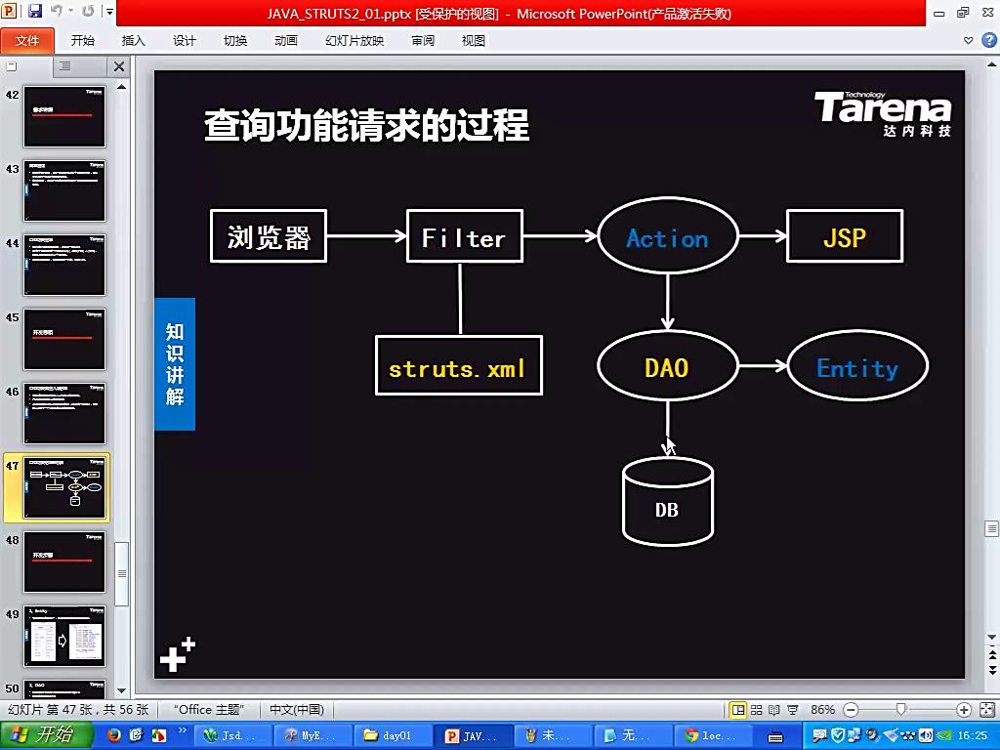 JAVA_STRUTS2_01.pptx [受保护的视图] - Microsoft PowerPoint(产品激活失败)
文件 开始 插入 设计 切换 动画 幻灯片放映 审阅 视图
42
43
44
45
46
47
48
49
50
查询功能请求的过程
Technology
Tarena
达内科技
浏览器
Filter
Action
JSP
struts.xml
DAO
Entity
DB
知识讲解
幻灯片 第 47 张，共 56 张 "Office 主题" 中文(中国) 86%
开始 Jsd... MyE... day01 JAV... 未... 无... loc... 16:25